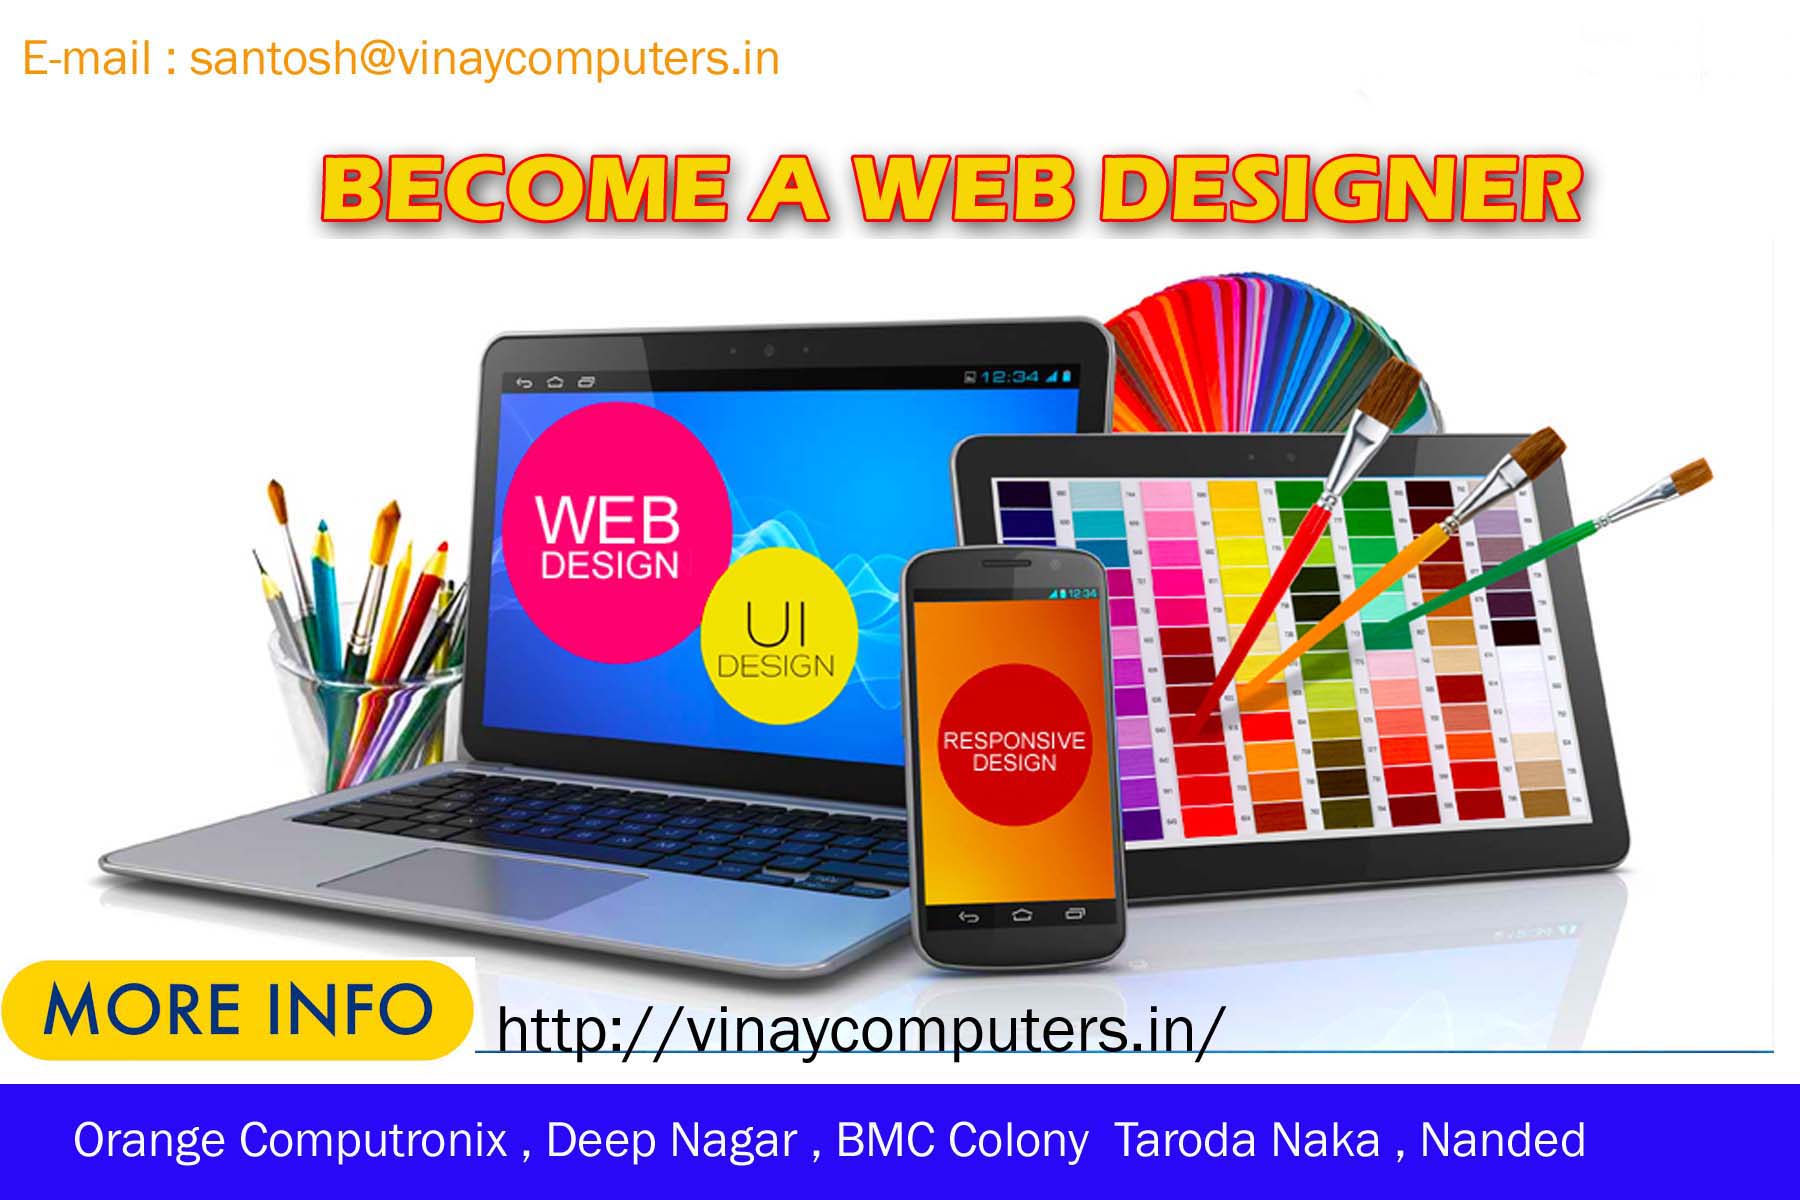 E-mail : santosh@vinaycomputers.in
BECOME A WEB DESIGNER
12:34
WEB
DESIGN
UI
DESIGN
12:34
RESPONSIVE
DESIGN
MORE INFO
http://vinaycomputers.in/
Orange Computronix , Deep Nagar , BMC Colony Taroda Naka , Nanded